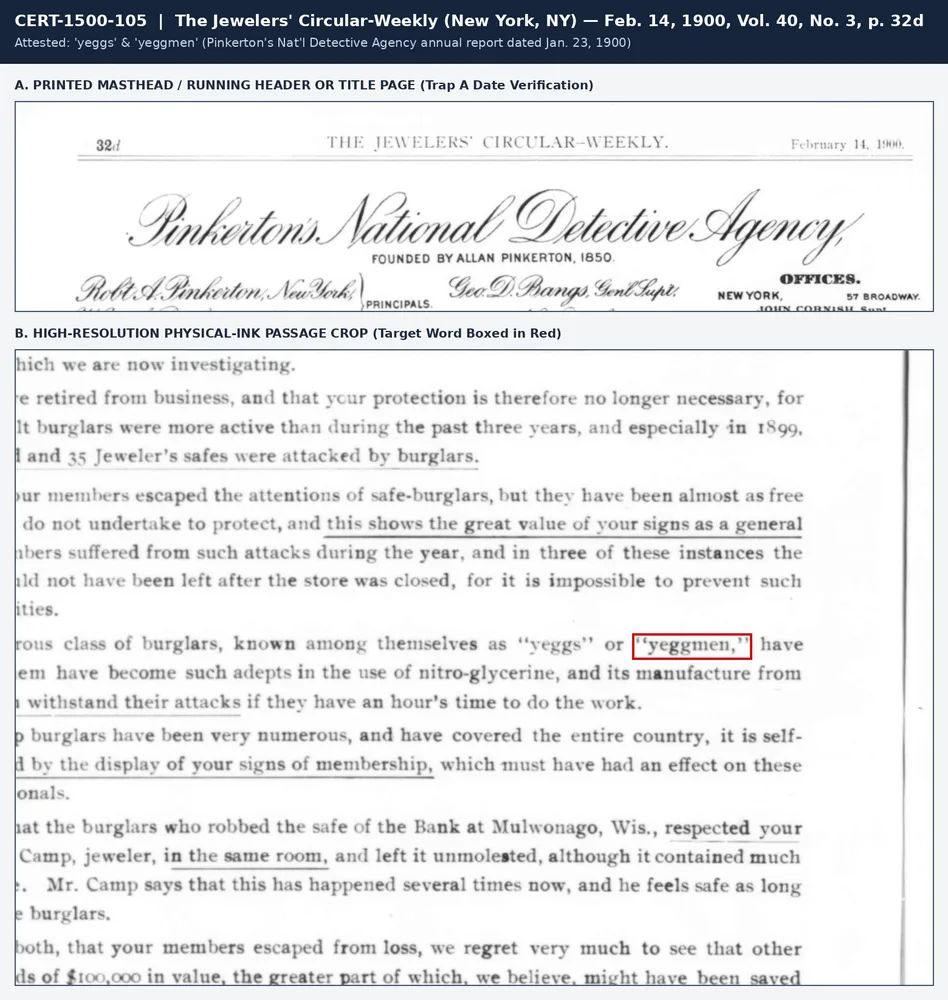 CERT-1500-105 | The Jewelers' Circular-Weekly (New York, NY) — Feb. 14, 1900, Vol. 40, No. 3, p. 32d
Attested: 'yeggs' & 'yeggmen' (Pinkerton's Nat'l Detective Agency annual report dated Jan. 23, 1900)
A. PRINTED MASTHEAD / RUNNING HEADER OR TITLE PAGE (Trap A Date Verification)
32d THE JEWELERS' CIRCULAR-WEEKLY. February 14, 1900.
Pinkerton's National Detective Agency,
FOUNDED BY ALLAN PINKERTON, 1850.
OFFICES.
Robt A. Pinkerton, New York, PRINCIPALS. Geo. D. Bangs, Genl Supt. NEW YORK, 57 BROADWAY.
JOHN CORNISH Supt
B. HIGH-RESOLUTION PHYSICAL-INK PASSAGE CROP (Target Word Boxed in Red)
hich we are now investigating.
e retired from business, and that your protection is therefore no longer necessary, for
lt burglars were more active than during the past three years, and especially in 1899,
and 35 Jeweler's safes were attacked by burglars.
ur members escaped the attentions of safe-burglars, but they have been almost as free
do not undertake to protect, and this shows the great value of your signs as a general
bers suffered from such attacks during the year, and in three of these instances the
ld not have been left after the store was closed, for it is impossible to prevent such
ities.
rous class of burglars, known among themselves as "yeggs" or "yeggmen," have
em have become such adepts in the use of nitro-glycerine, and its manufacture from
withstand their attacks if they have an hour's time to do the work.
p burglars have been very numerous, and have covered the entire country, it is self-
d by the display of your signs of membership, which must have had an effect on these
onals.
at the burglars who robbed the safe of the Bank at Mulwonago, Wis., respected your
Camp, jeweler, in the same room, and left it unmolested, although it contained much
. Mr. Camp says that this has happened several times now, and he feels safe as long
e burglars.
both, that your members escaped from loss, we regret very much to see that other
ds of $100,000 in value, the greater part of which, we believe, might have been saved